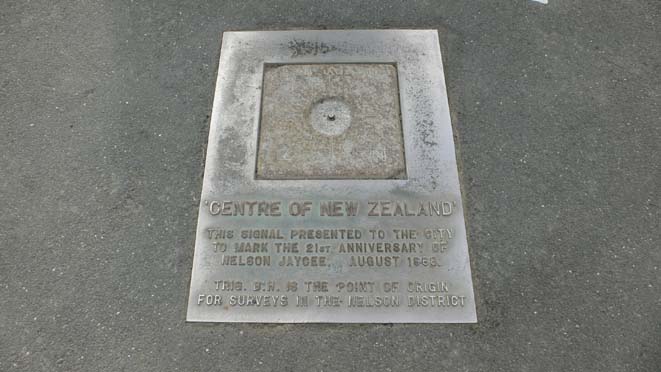 'CENTRE OF NEW ZEALAND'
THIS SIGNAL PRESENTED TO THE CITY
TO MARK THE 21ST ANNIVERSARY OF
NELSON JAYCEE, AUGUST
TRIG. IS THE POINT OF ORIGIN
FOR SURVEYS IN THE NELSON DISTRICT